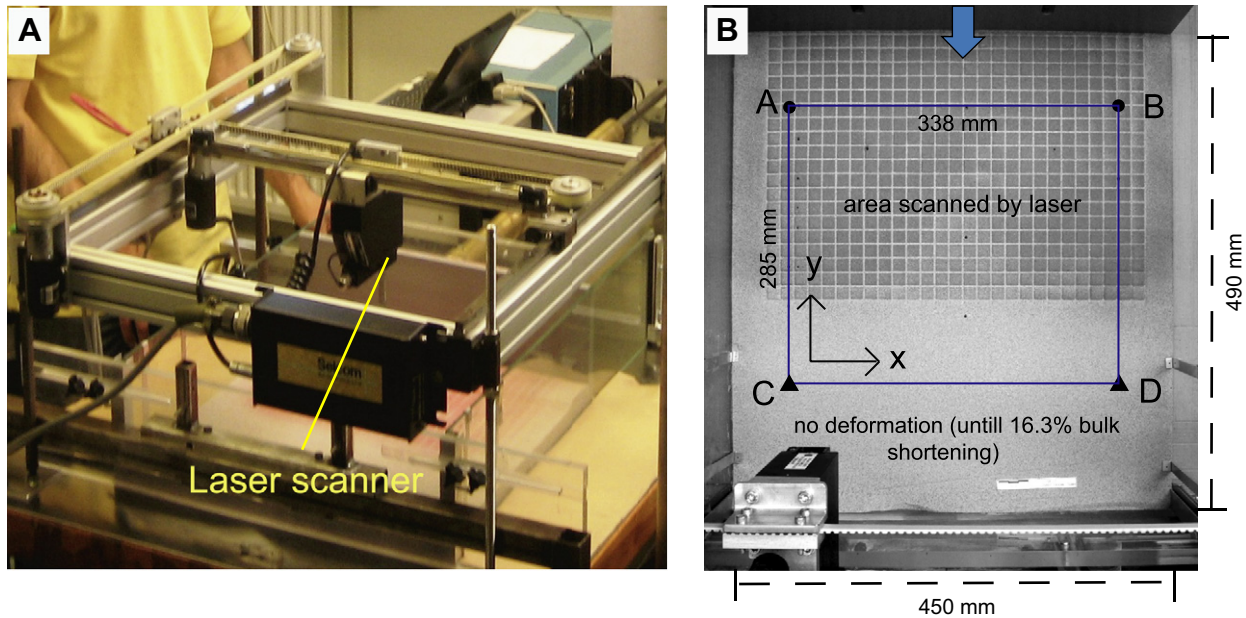 A
Laser scanner
B
A
B
338 mm
area scanned by laser
285 mm
y
x
C
D
no deformation (untill 16.3% bulk
shortening)
490 mm
450 mm